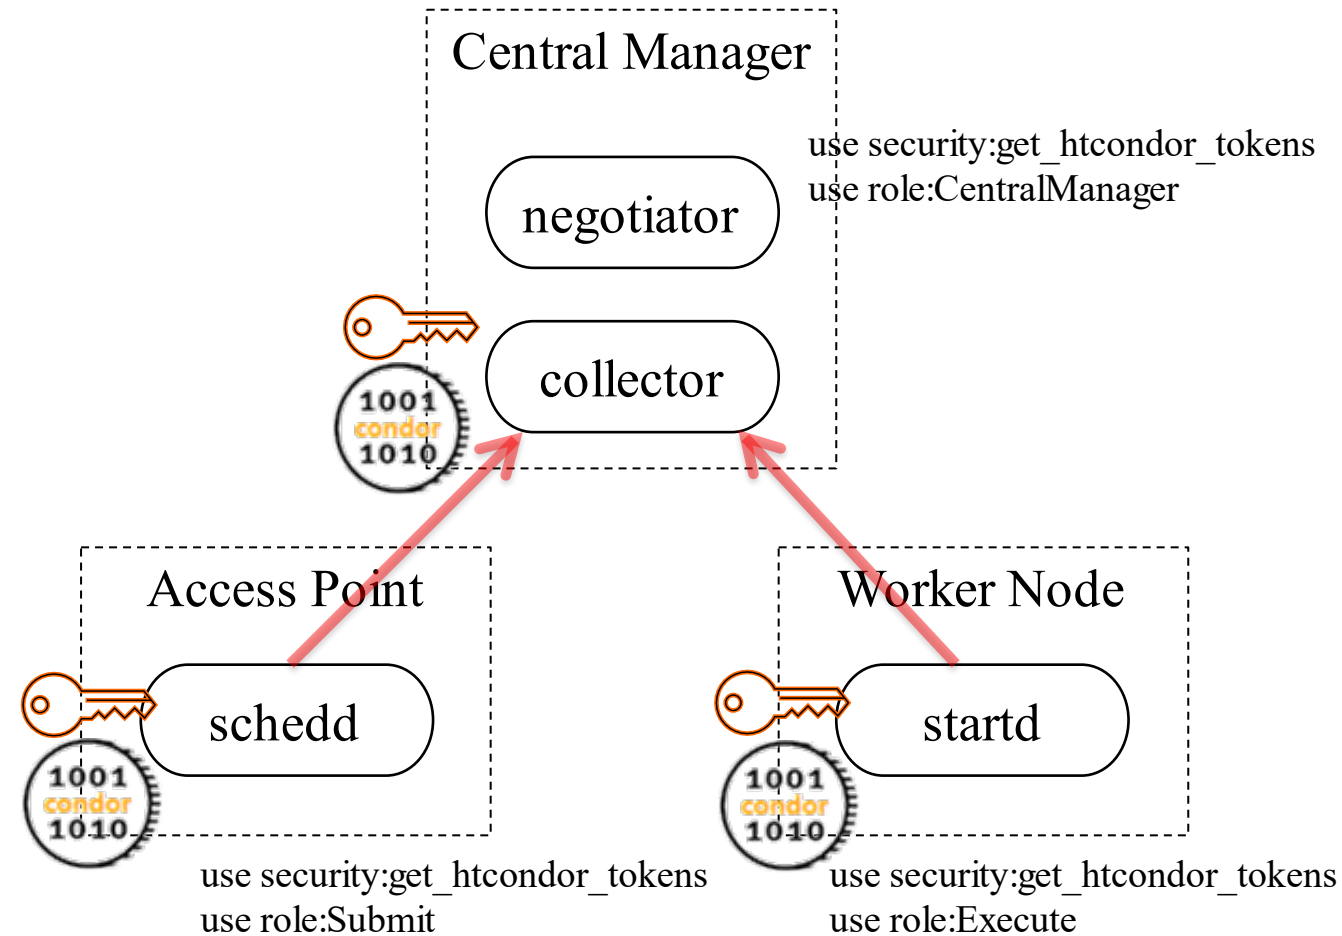 Central Manager
use security:get_htcondor_tokens
use role:CentralManager
negotiator
collector
1001
condor
1010
Access Point
schedd
1001
condor
1010
use security:get_htcondor_tokens
use role:Submit
Worker Node
startd
1001
condor
1010
use security:get_htcondor_tokens
use role:Execute